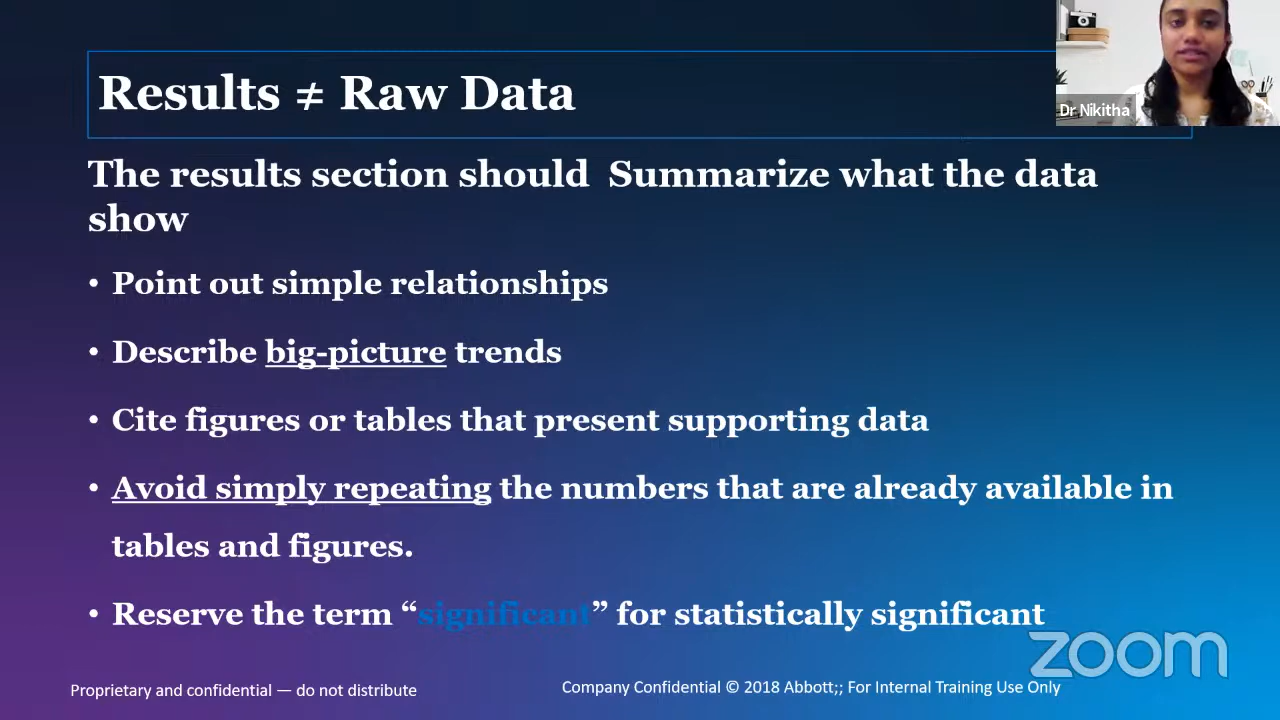 Results ≠ Raw Data
Dr Nikitha
The results section should Summarize what the data
show
• Point out simple relationships
• Describe big-picture trends
• Cite figures or tables that present supporting data
• Avoid simply repeating the numbers that are already available in
tables and figures.
• Reserve the term “significant” for statistically significant
zoom
Proprietary and confidential — do not distribute
Company Confidential © 2018 Abbott;; For Internal Training Use Only